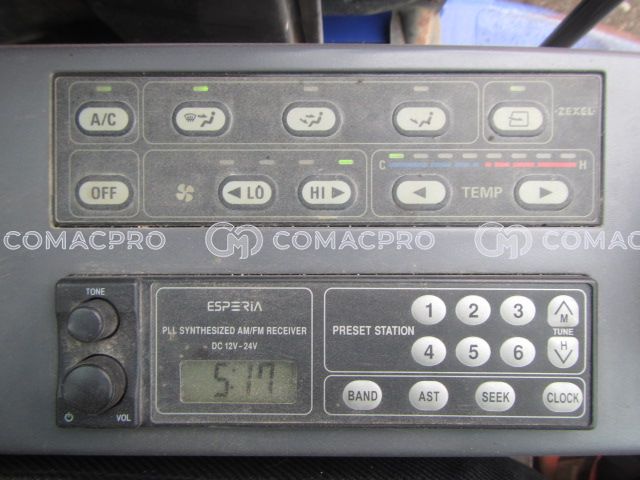 A/C
-ZEXEL-
OFF
◀ LO
HI ▶
C H
◀ TEMP ▶
COMACPRO COMACPRO COMACPRO
TONE
VOL
ESPERIA
PLL SYNTHESIZED AM/FM RECEIVER
DC 12V-24V
5:17
PRESET STATION
1 2 3
4 5 6
M
TUNE
H
BAND AST SEEK CLOCK